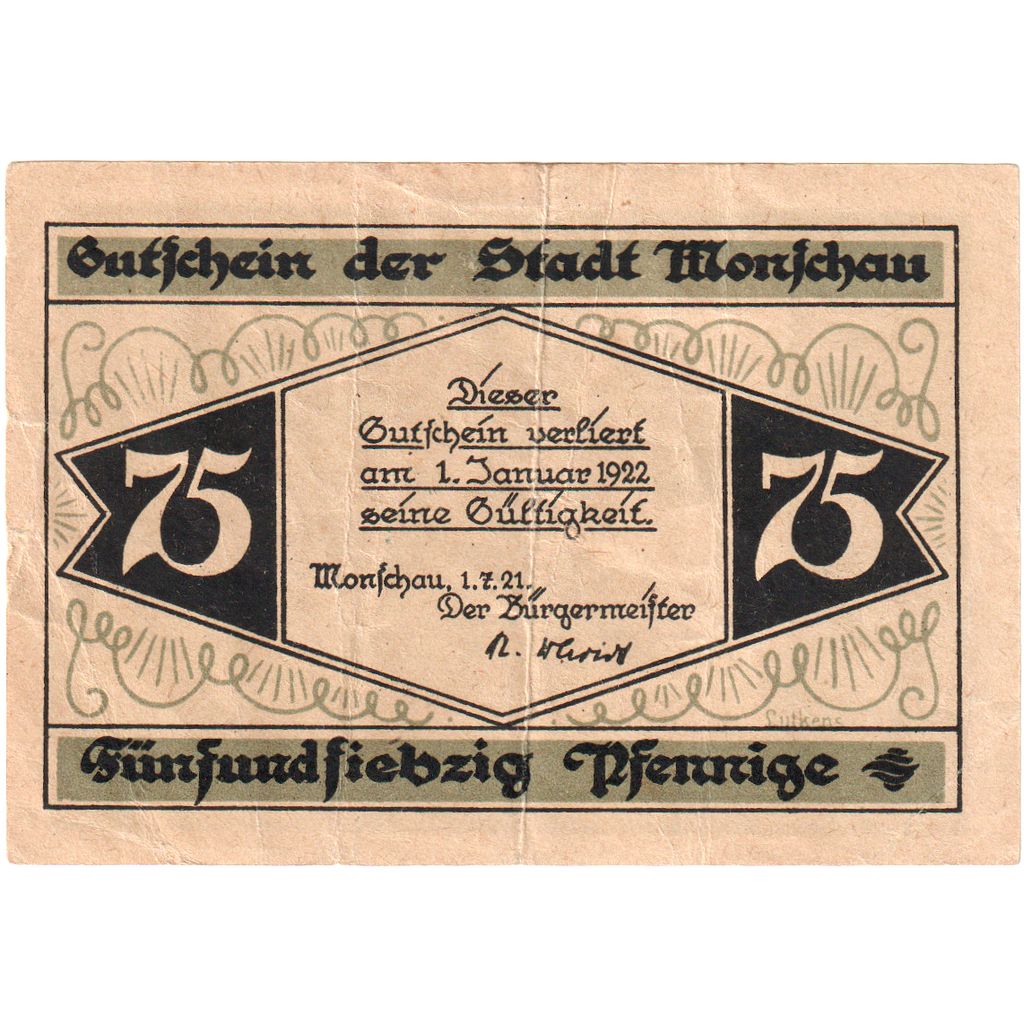 Gutschein der Stadt Monschau
Dieser
Gutschein verliert
am 1. Januar 1922
seine Gültigkeit.
75
75
Monschau, 1.7.21.
Der Bürgermeister
Lütkens
Fünfundsiebzig Pfennige